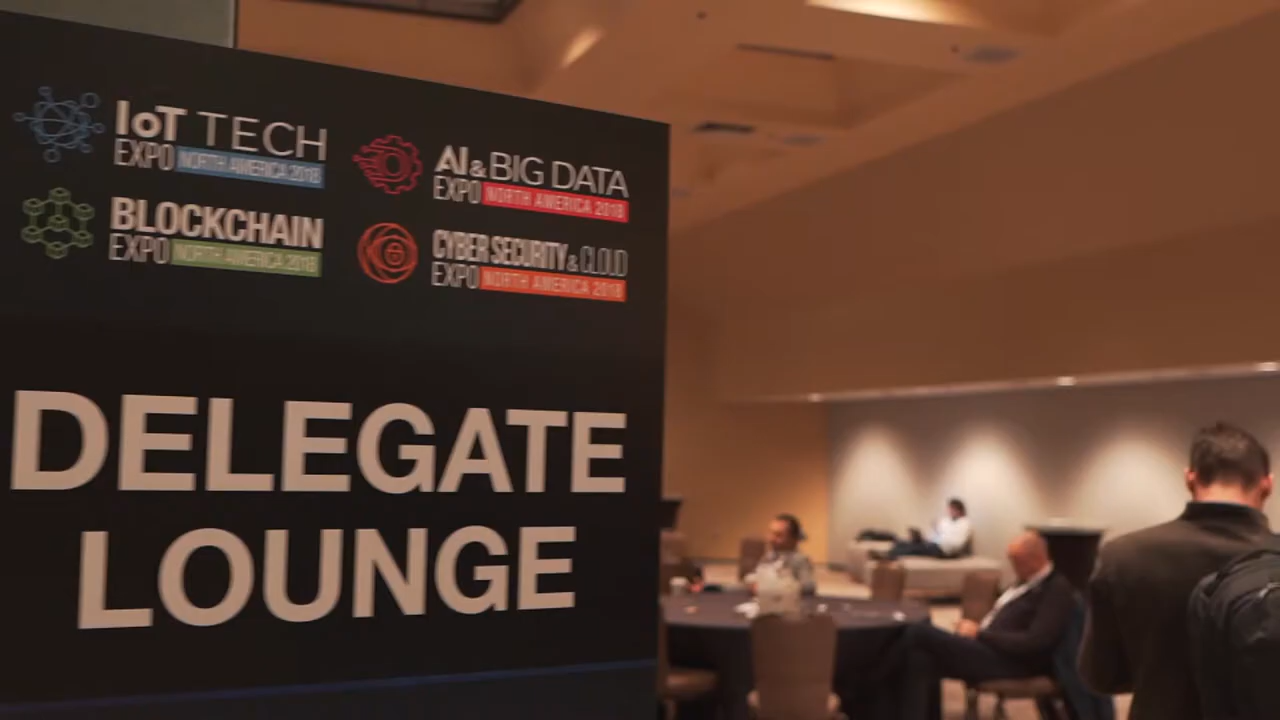 IoT TECH
EXPO NORTH AMERICA 2018
AI & BIG DATA
EXPO NORTH AMERICA 2018
BLOCKCHAIN
EXPO NORTH AMERICA 2018
CYBER SECURITY & CLOUD
EXPO NORTH AMERICA 2018
DELEGATE
LOUNGE